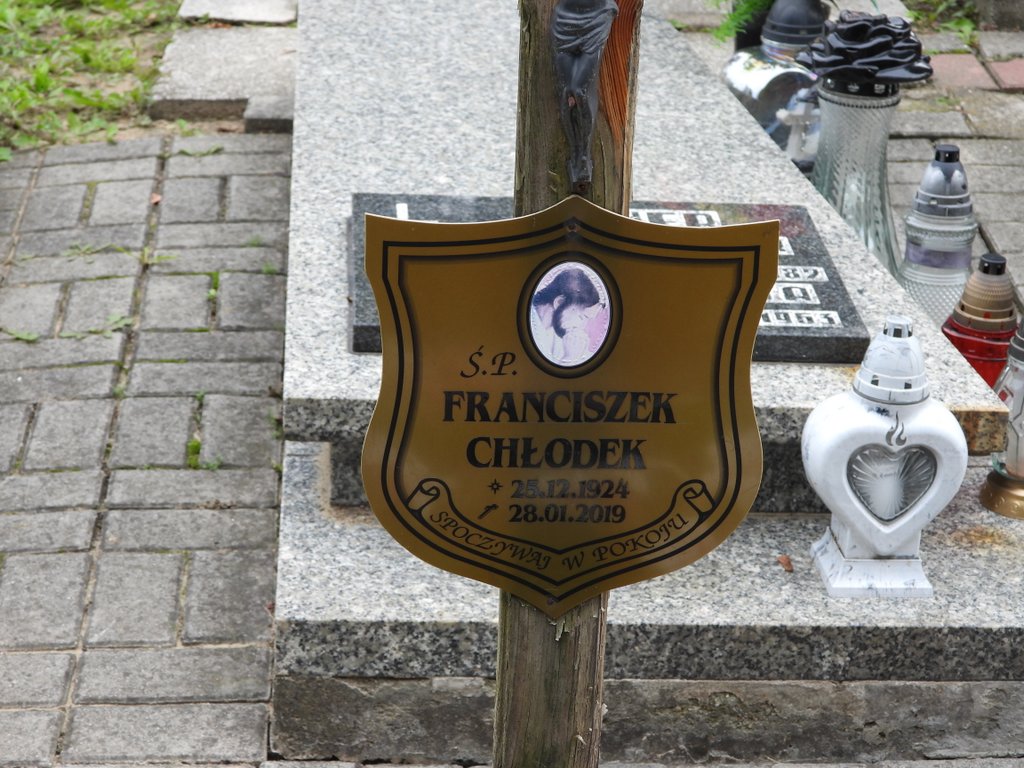 Ś.P.
FRANCISZEK
CHŁODEK
25.12.1924
28.01.2019
SPOCZYWAJ W POKOJU